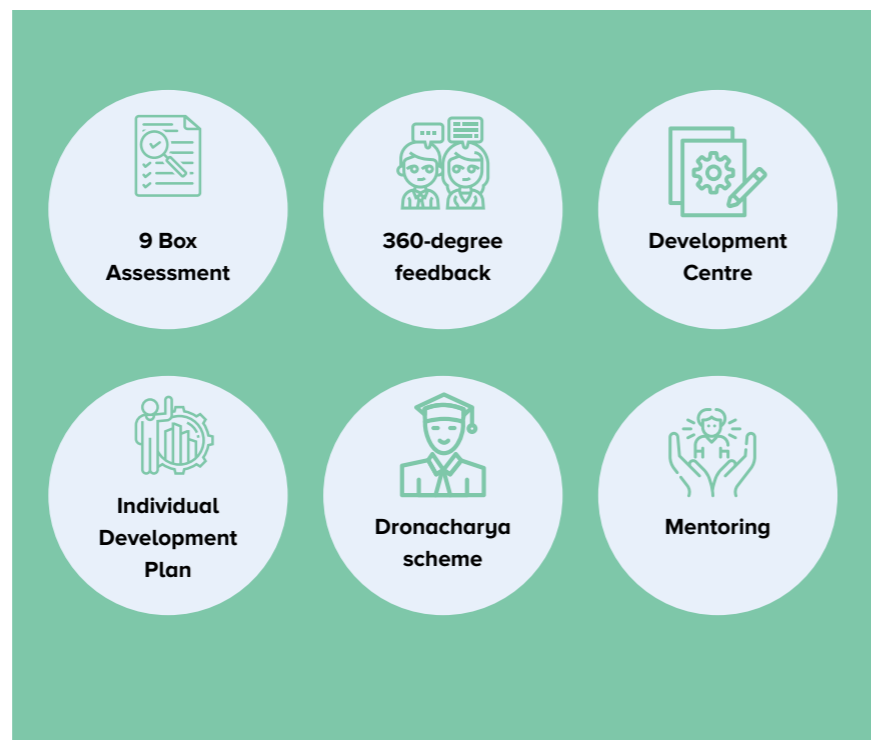 9 Box
Assessment
360-degree
feedback
Development
Centre
Individual
Development
Plan
Dronacharya
scheme
Mentoring